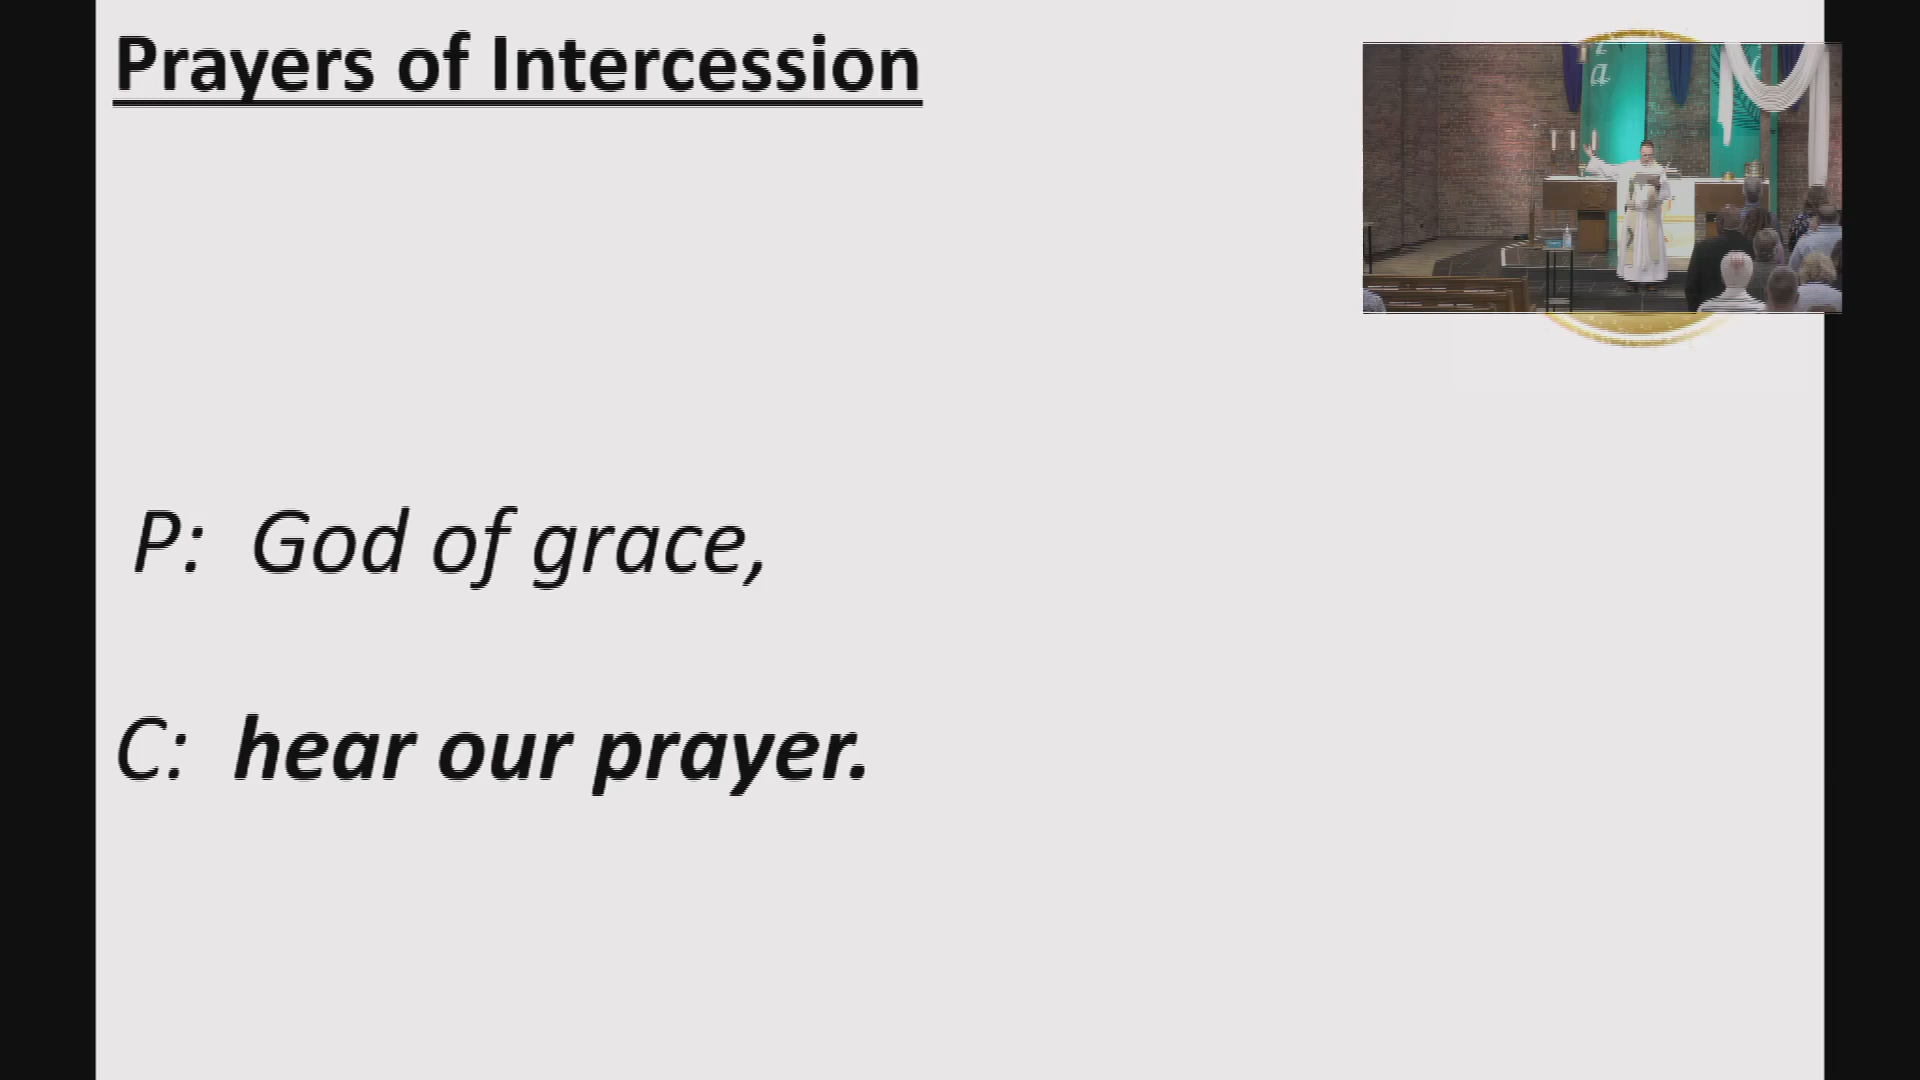 Prayers of Intercession
P: God of grace,
C: hear our prayer.